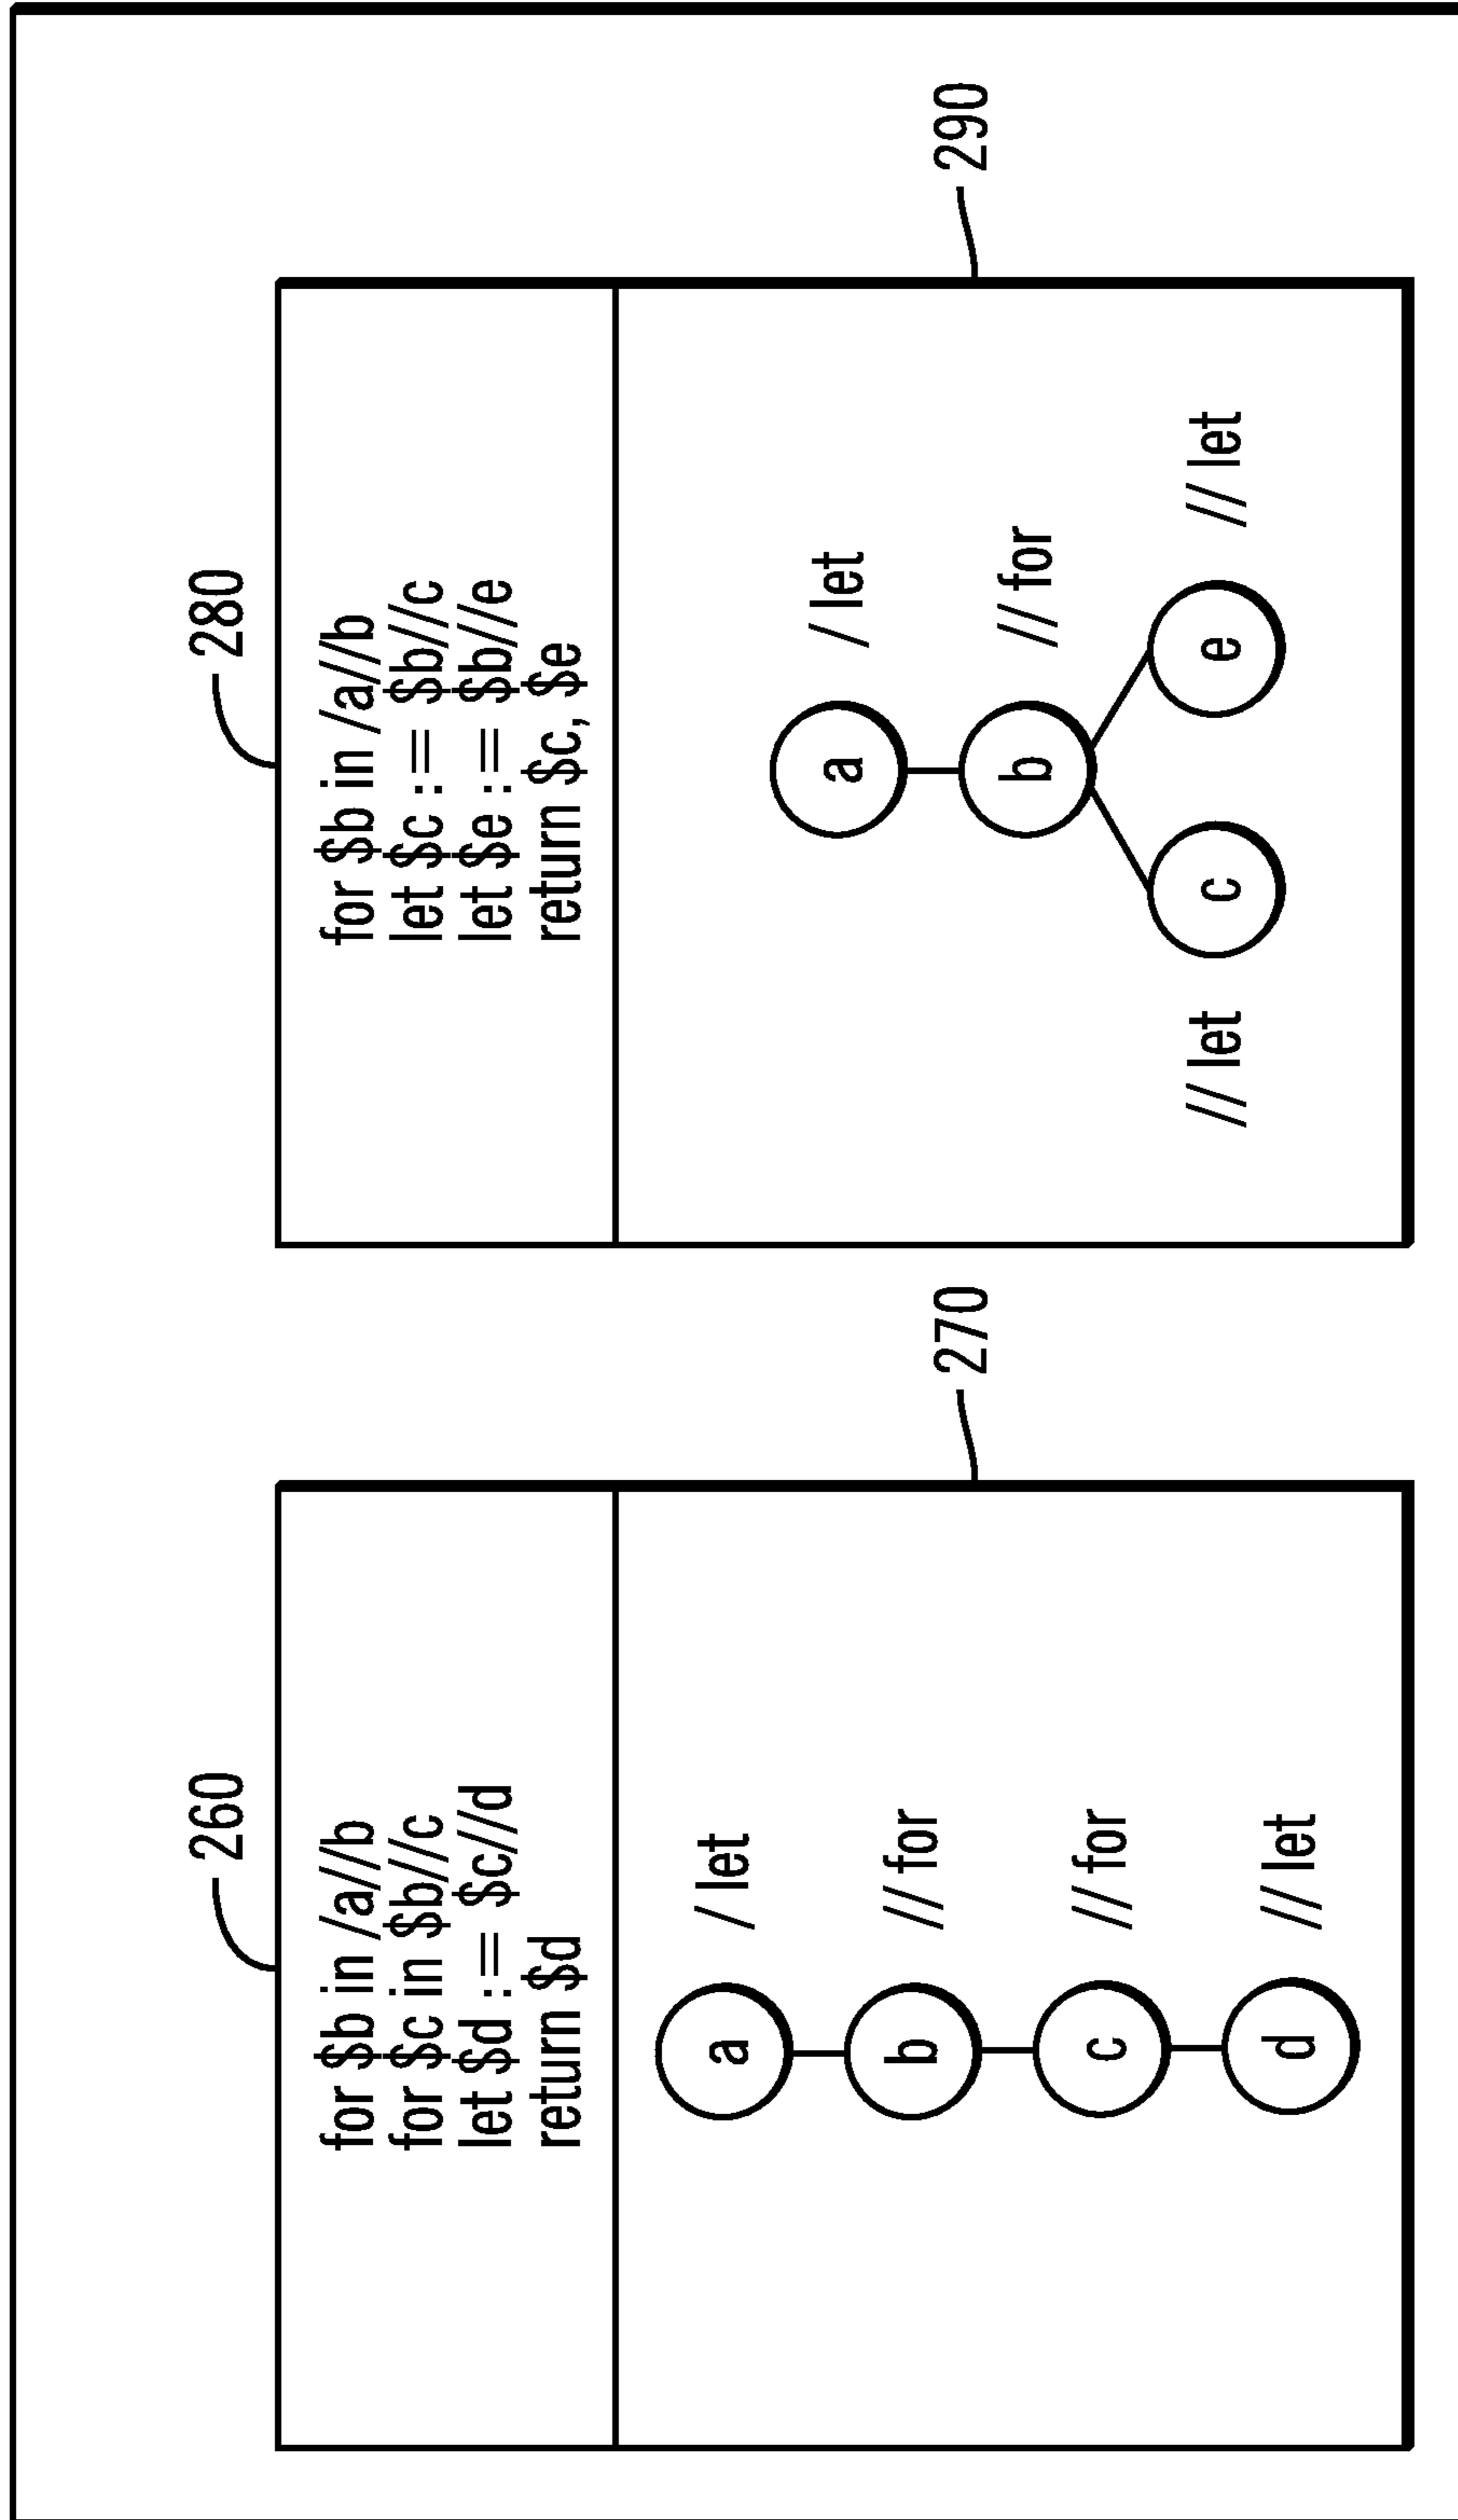 260
for $b in /a//b
for $c in $b//c
let $d := $c//d
return $d
270
a / let
b // for
c // for
d // let
280
for $b in /a//b
let $c := $b//c
let $e := $b//e
return $c, $e
290
a / let
b // for
// let c e // let